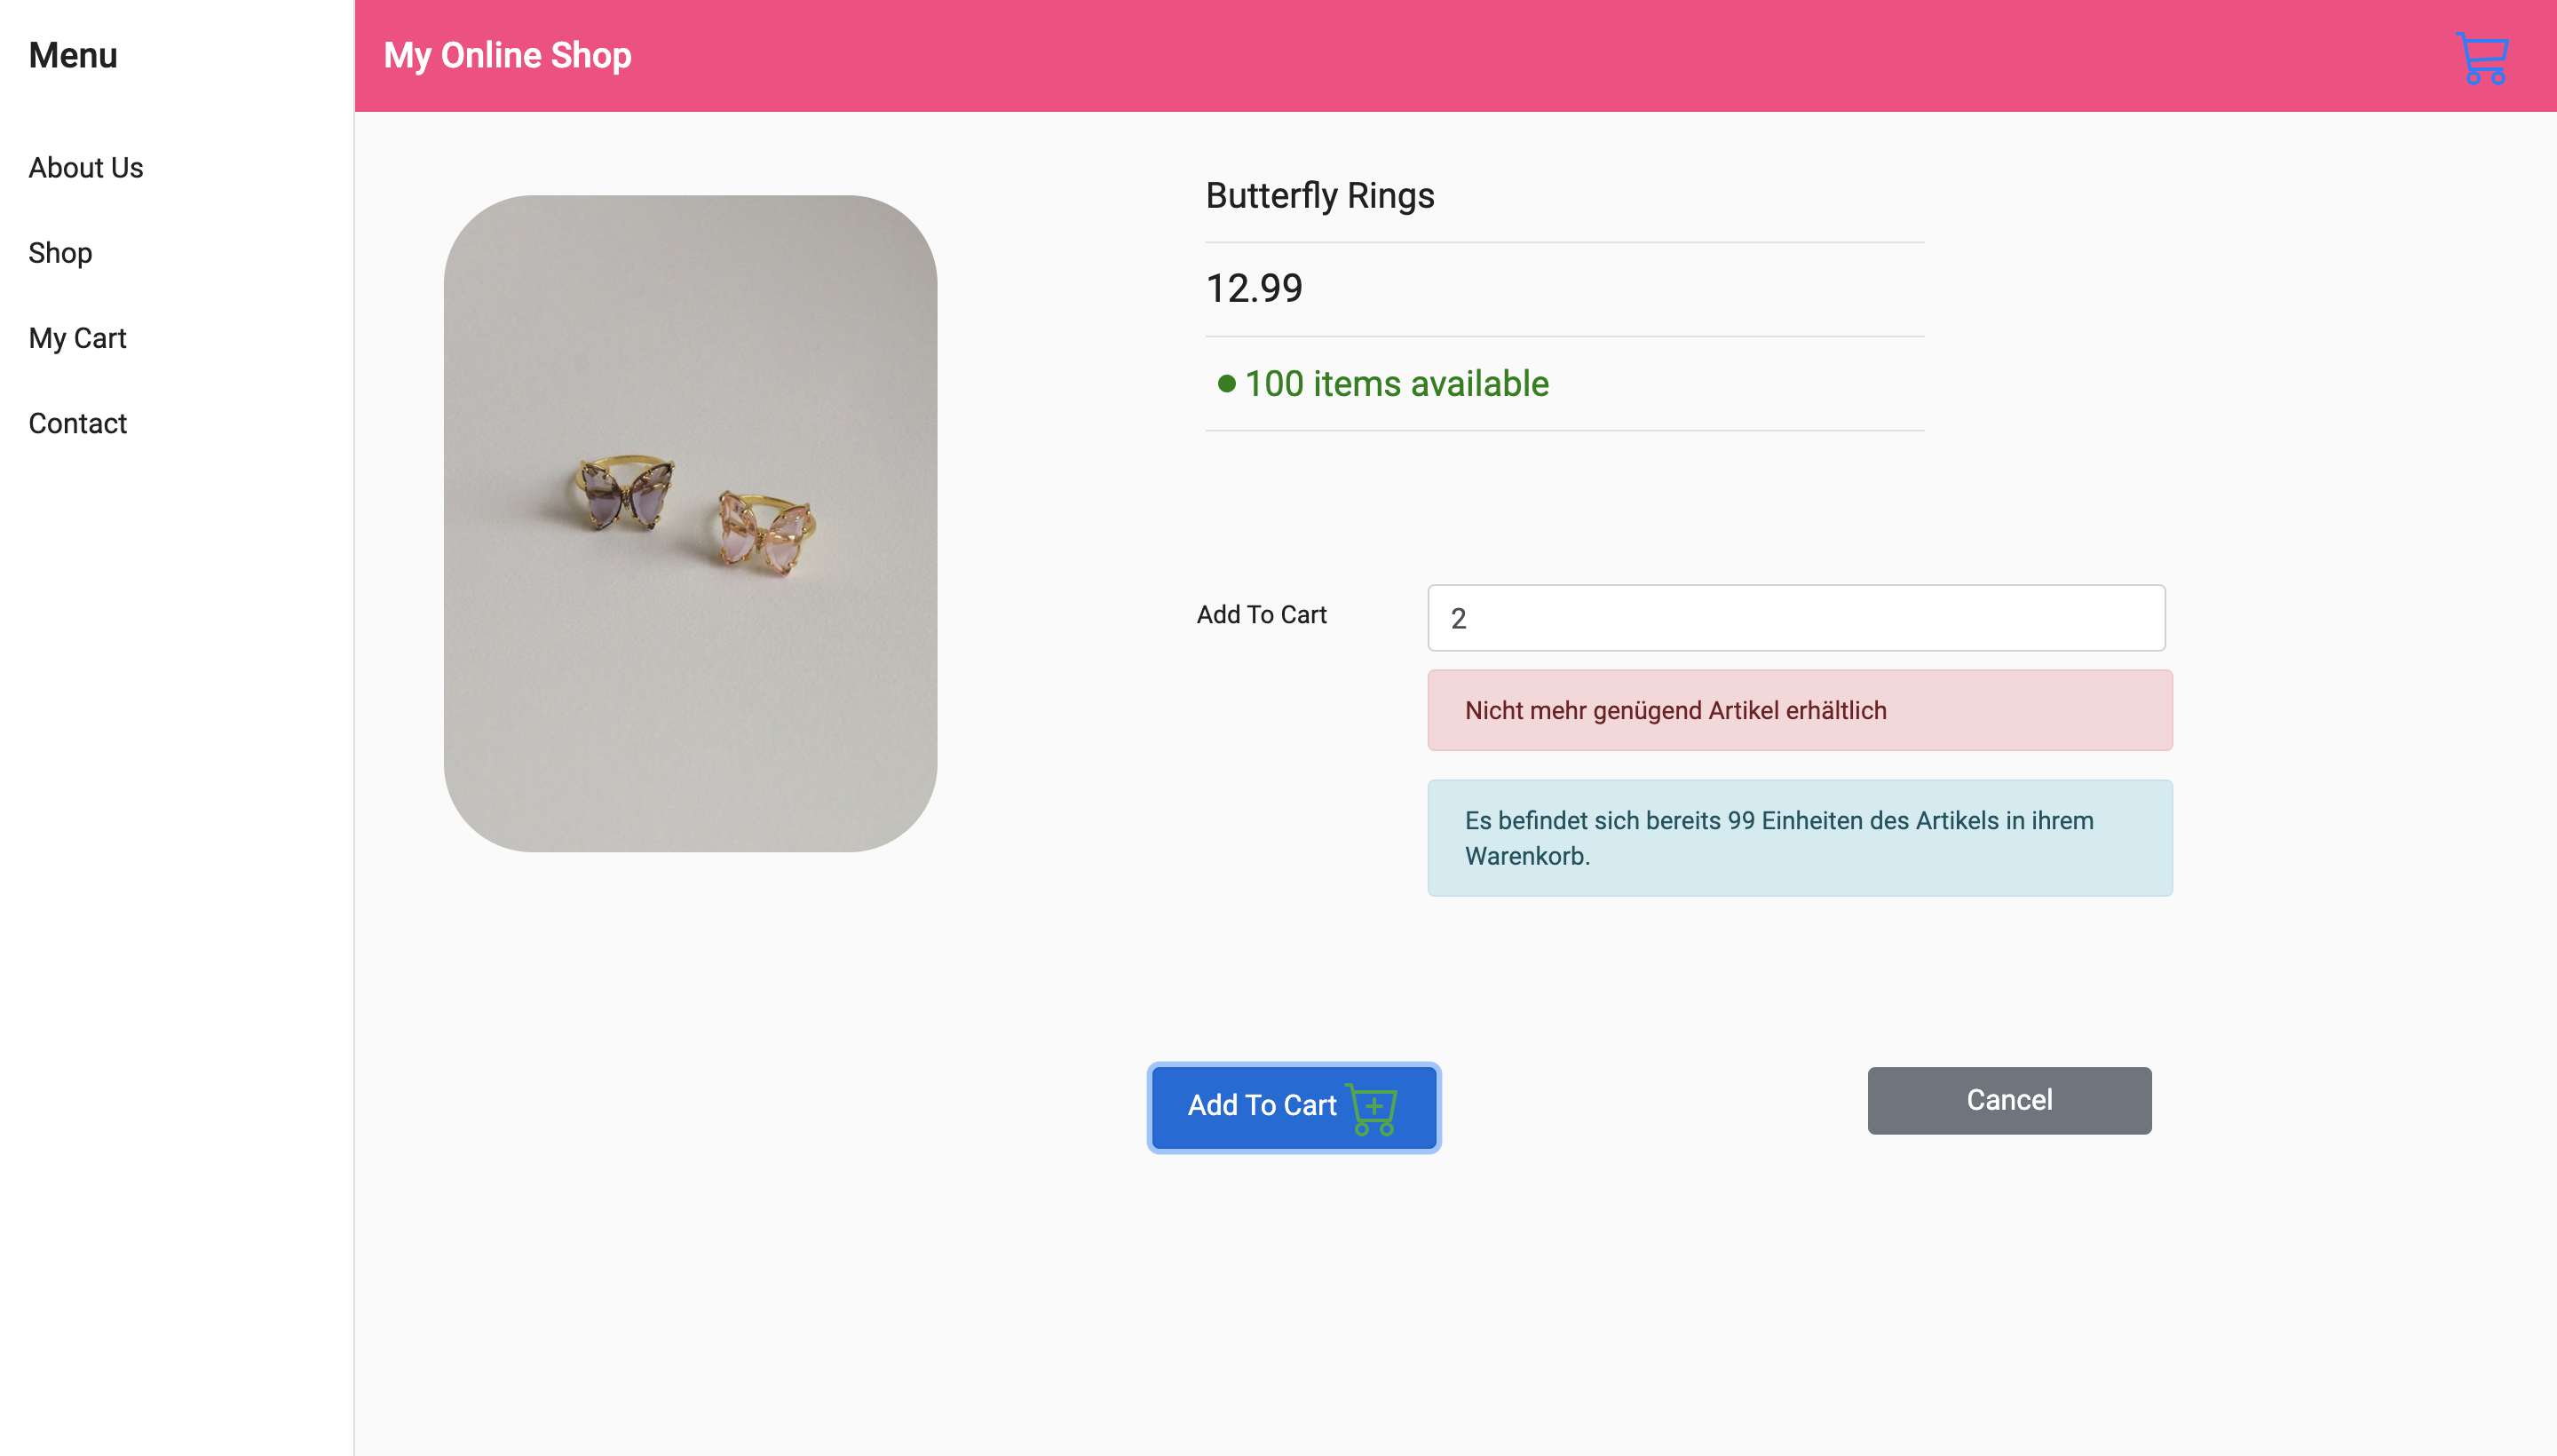 Menu
My Online Shop
About Us
Shop
My Cart
Contact
Butterfly Rings
12.99
100 items available
Add To Cart
2
Nicht mehr genügend Artikel erhältlich
Es befindet sich bereits 99 Einheiten des Artikels in ihrem
Warenkorb.
Add To Cart
Cancel